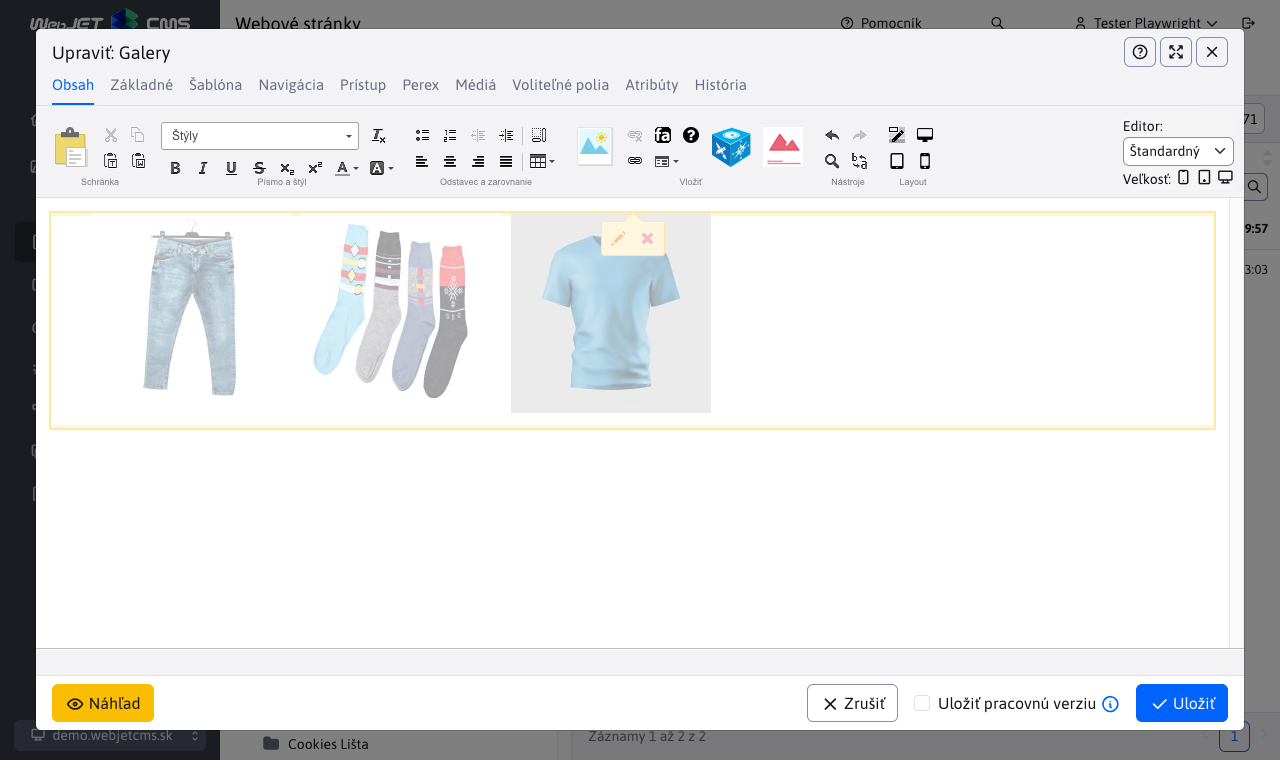 WebJET CMS
Webové stránky
Pomocník
Tester Playwright
Upraviť: Galery
Obsah
Základné
Šablóna
Navigácia
Prístup
Perex
Médiá
Voliteľné polia
Atribúty
História
Štýly
Schránka
Písmo a štýl
Odstavec a zarovnanie
Vložiť
Nástroje
Layout
Editor:
Štandardný
Veľkosť:
71
9:57
3:03
Náhľad
Zrušiť
Uložiť pracovnú verziu
Uložiť
demo.webjetcms.sk
Cookies Lišta
Záznamy 1 až 2 z 2
1